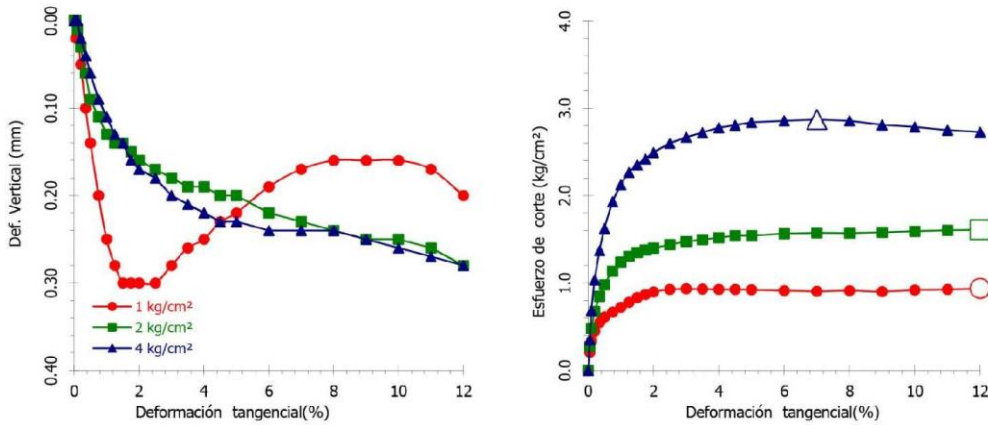 Def. Vertical (mm)
0.00
0.10
0.20
0.30
0.40
1 kg/cm²
2 kg/cm²
4 kg/cm²
0 2 4 6 8 10 12
Deformación tangencial(%)
Esfuerzo de corte (kg/cm²)
4.0
3.0
2.0
1.0
0.0
0 2 4 6 8 10 12
Deformación tangencial(%)